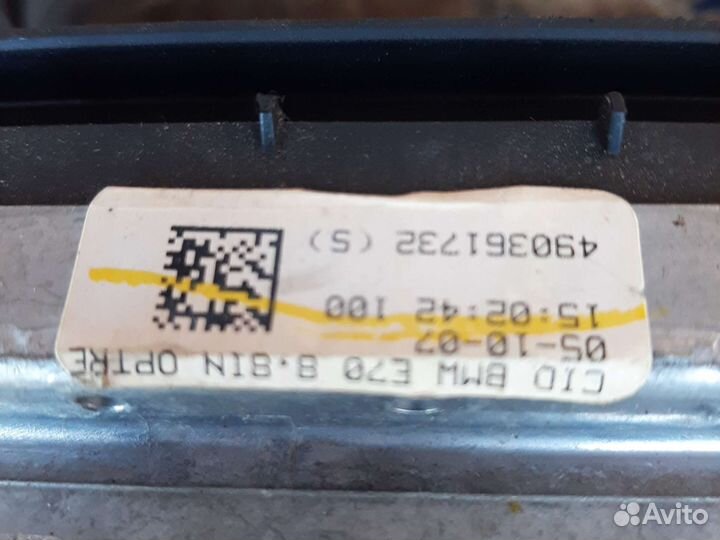 CID BMW E70 8.8IN OPTRE
05-10-07
15:02:42 100
490361732 (S)
Avito